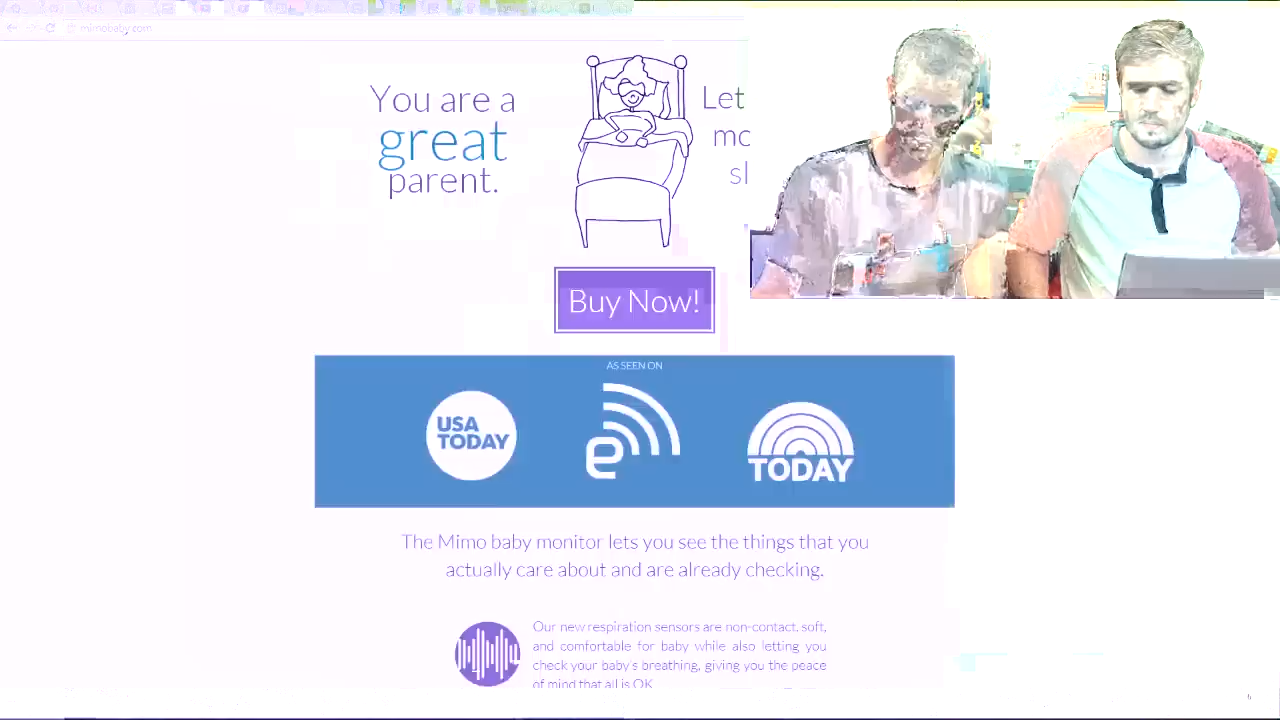 mimobaby.com
You are a
great
parent.
Let
mo
sl
Buy Now!
AS SEEN ON
USA
TODAY
e
TODAY
The Mimo baby monitor lets you see the things that you
actually care about and are already checking.
Our new respiration sensors are non-contact, soft,
and comfortable for baby while also letting you
check your baby's breathing, giving you the peace
of mind that all is OK